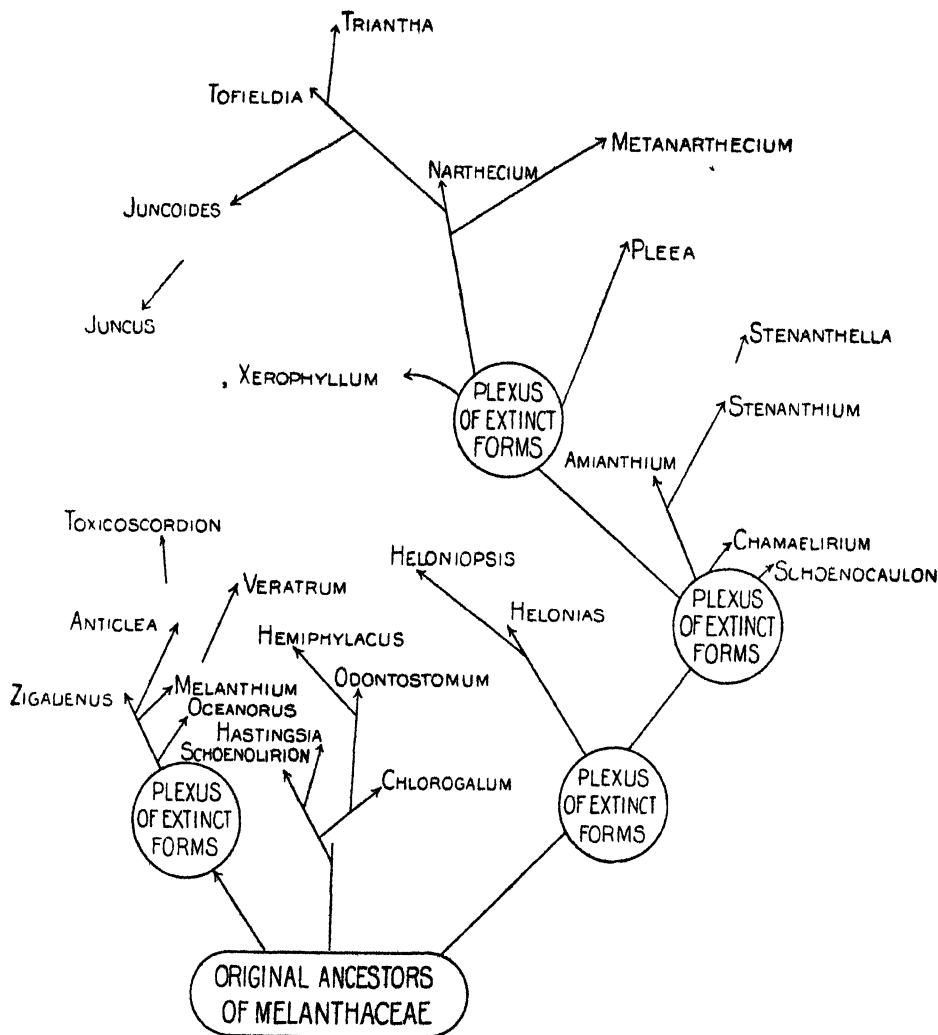 TRIANTHA
TOFIELDIA
METANARTHECIUM
NARTHECIUM
JUNCOIDES
PLEEA
JUNCUS
STENANTHELLA
XEROPHYLLUM
PLEXUS
OF EXTINCT
FORMS
STENANTHIUM
AMIANTHIUM
TOXICOSCORDION
CHAMAELIRIUM
SCHOENOCAULON
HELONIOPSIS
VERATRUM
PLEXUS
OF EXTINCT
FORMS
HELONIAS
ANTICLEA
HEMIPHYLACUS
ODONTOSTOMUM
ZIGADENUS
MELANTHIUM
OCEANORUS
HASTINGSIA
SCHOENOLIRION
CHLOROGALUM
PLEXUS
OF EXTINCT
FORMS
PLEXUS
OF EXTINCT
FORMS
ORIGINAL ANCESTORS
OF MELANTHACEAE